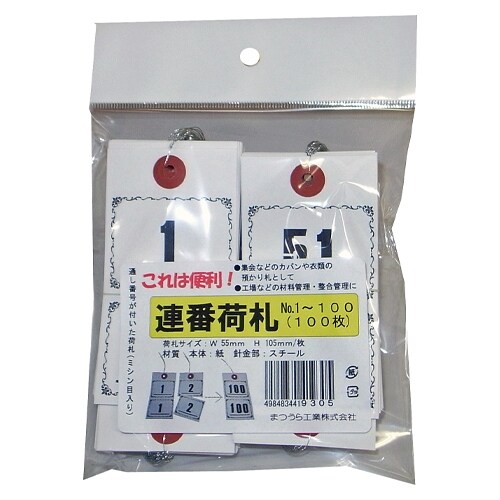 1
51
これは便利！
●集会などのカバンや衣類の
預かり札として
●工場などの材料管理・整合管理に
連番荷札
No.1～100
(100枚)
荷札サイズ：W 55mm H 105mm/枚
材質 本体：紙 針金部：スチール
通し番号が付いた荷札（ミシン目入り）
1 2 100
1 2 100
4984834419305
まつうら工業株式会社
紙
プラ